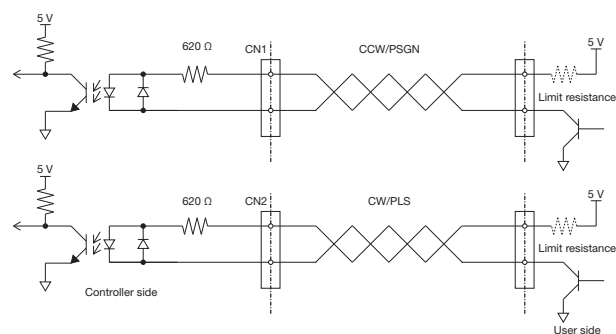 5 V
620 Ω
CN1
CCW/PSGN
5 V
Limit resistance
5 V
620 Ω
CN2
CW/PLS
5 V
Limit resistance
Controller side
User side